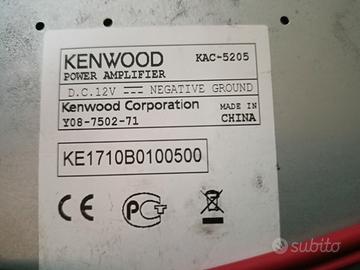 KENWOOD KAC-5205
POWER AMPLIFIER
D.C.12V NEGATIVE GROUND
Kenwood Corporation MADE IN
Y08-7502-71 CHINA
KE1710B0100500
CE
subito